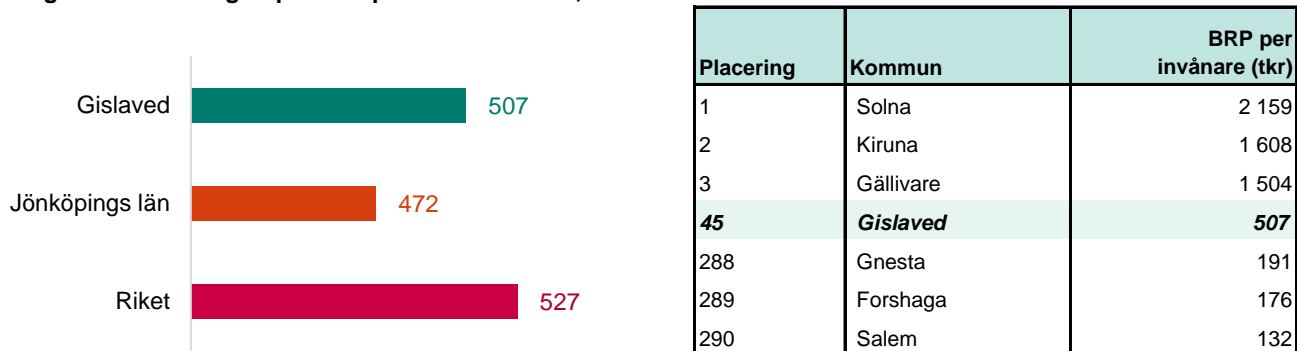 Gislaved
507
Jönköpings län
472
Riket
527
Placering Kommun BRP per invånare (tkr)
1 Solna 2 159
2 Kiruna 1 608
3 Gällivare 1 504
45 Gislaved 507
288 Gnesta 191
289 Forshaga 176
290 Salem 132